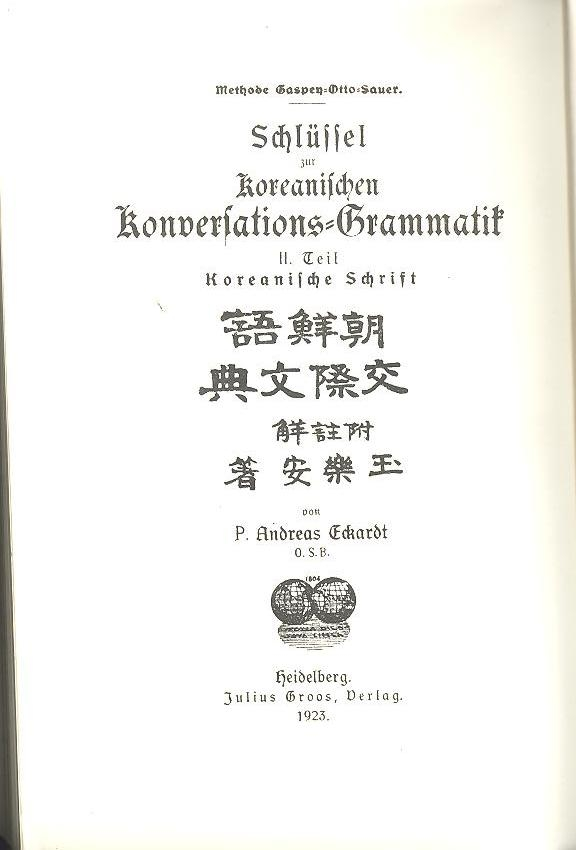 Methode Gaspey=Otto=Sauer.
Schlüssel
zur
Koreanischen
Konversations=Grammatik
II. Teil
Koreanische Schrift
朝鮮語
交際文典
附註解
玉樂安著
von
P. Andreas Eckardt
O. S. B.
1804
Heidelberg.
Julius Groos, Verlag.
1923.